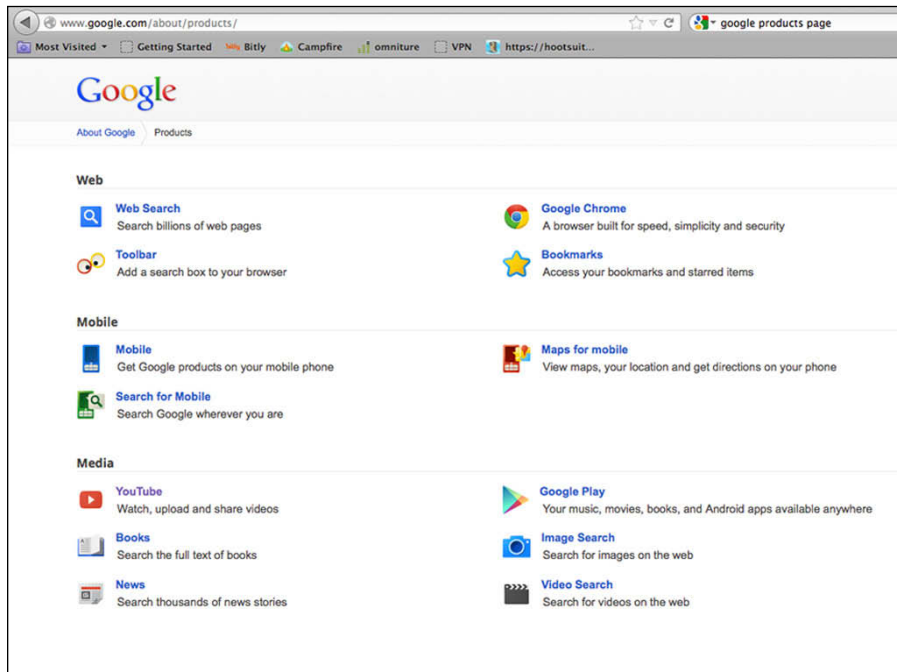 www.google.com/about/products/
google products page
Most Visited
Getting Started
bitly Bitly
Campfire
omniture
VPN
https://hootsuit...
Google
About Google
Products
Web
Web Search
Search billions of web pages
Google Chrome
A browser built for speed, simplicity and security
Toolbar
Add a search box to your browser
Bookmarks
Access your bookmarks and starred items
Mobile
Mobile
Get Google products on your mobile phone
Maps for mobile
View maps, your location and get directions on your phone
Search for Mobile
Search Google wherever you are
Media
YouTube
Watch, upload and share videos
Google Play
Your music, movies, books, and Android apps available anywhere
Books
Search the full text of books
Image Search
Search for images on the web
News
Search thousands of news stories
Video Search
Search for videos on the web